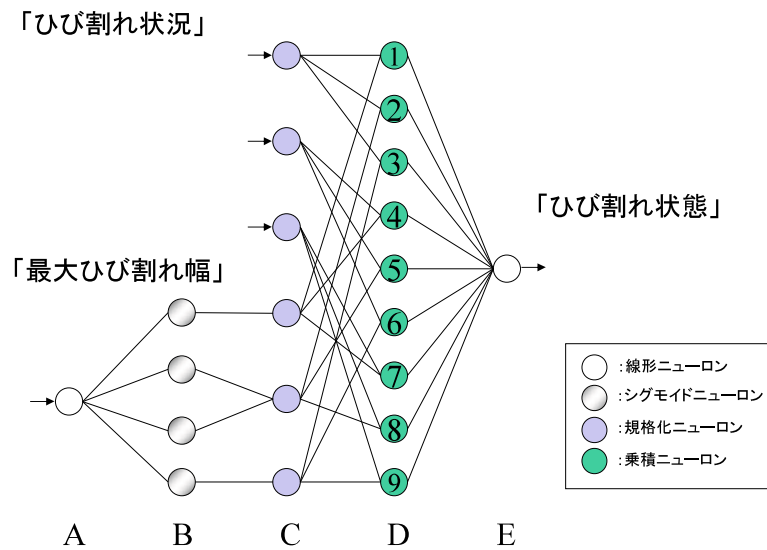 「ひび割れ状況」
1
2
3
4
5
6
7
8
9
「ひび割れ状態」
「最大ひび割れ幅」
:線形ニューロン
:シグモイドニューロン
:規格化ニューロン
:乗積ニューロン
A B C D E